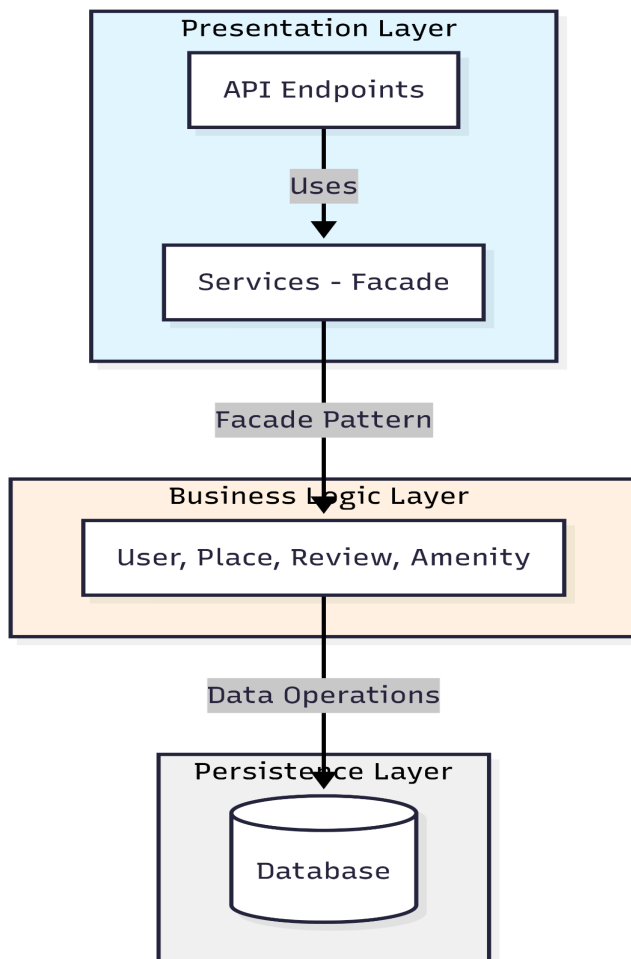 Presentation Layer
API Endpoints
Uses
Services - Facade
Facade Pattern
Business Logic Layer
User, Place, Review, Amenity
Data Operations
Persistence Layer
Database